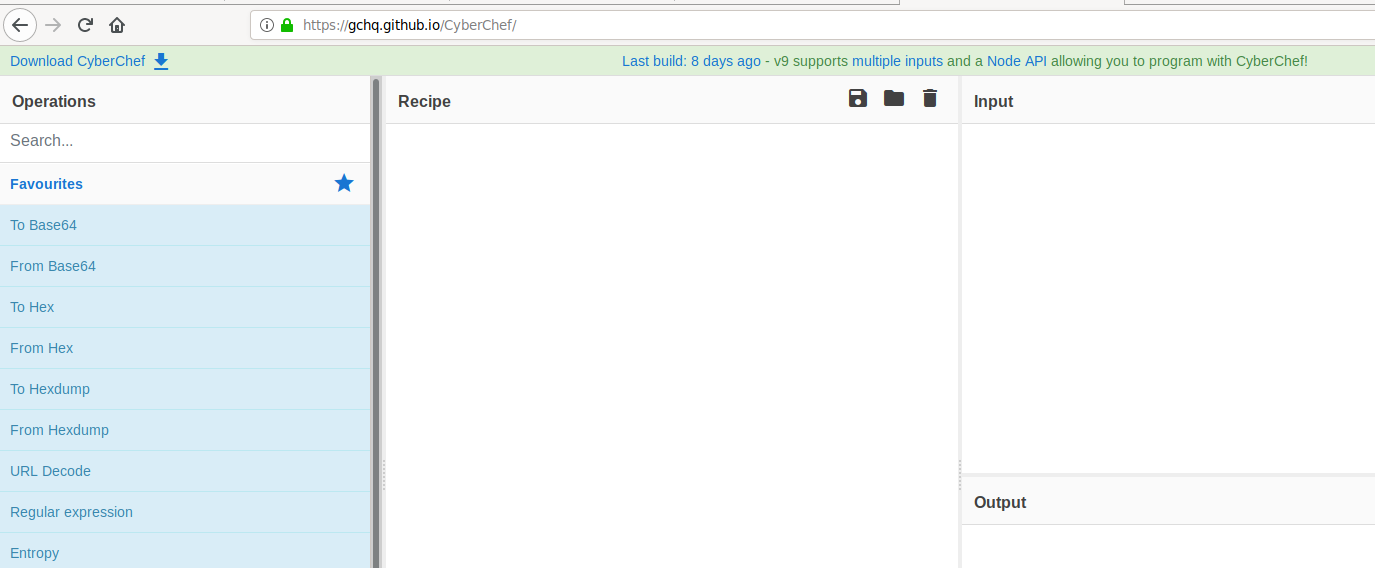 https://gchq.github.io/CyberChef/
Download CyberChef
Last build: 8 days ago - v9 supports multiple inputs and a Node API allowing you to program with CyberChef!
Operations
Recipe
Input
Search...
Favourites
To Base64
From Base64
To Hex
From Hex
To Hexdump
From Hexdump
URL Decode
Regular expression
Output
Entropy